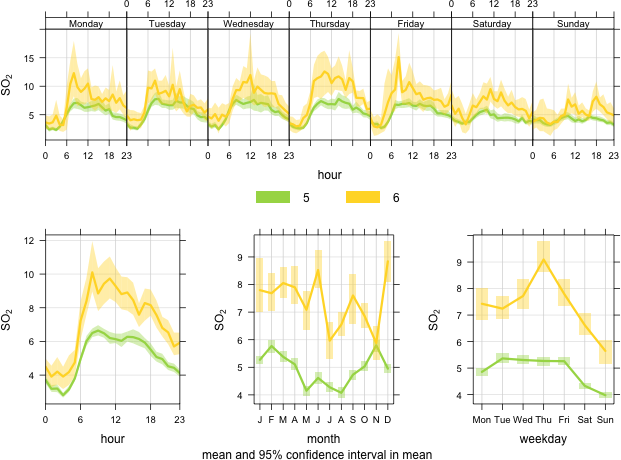 0 6 12 18 23 0 6 12 18 23 0 6 12 18 23
Monday Tuesday Wednesday Thursday Friday Saturday Sunday
15
10
5
SO2
0 6 12 18 23 0 6 12 18 23 0 6 12 18 23 0 6 12 18 23
hour
5 6
12
10
8
6
4
SO2
0 6 12 18 23
hour
9
8
7
6
5
4
SO2
J F M A M J J A S O N D
month
9
8
7
6
5
4
SO2
Mon Tue Wed Thu Fri Sat Sun
weekday
mean and 95% confidence interval in mean